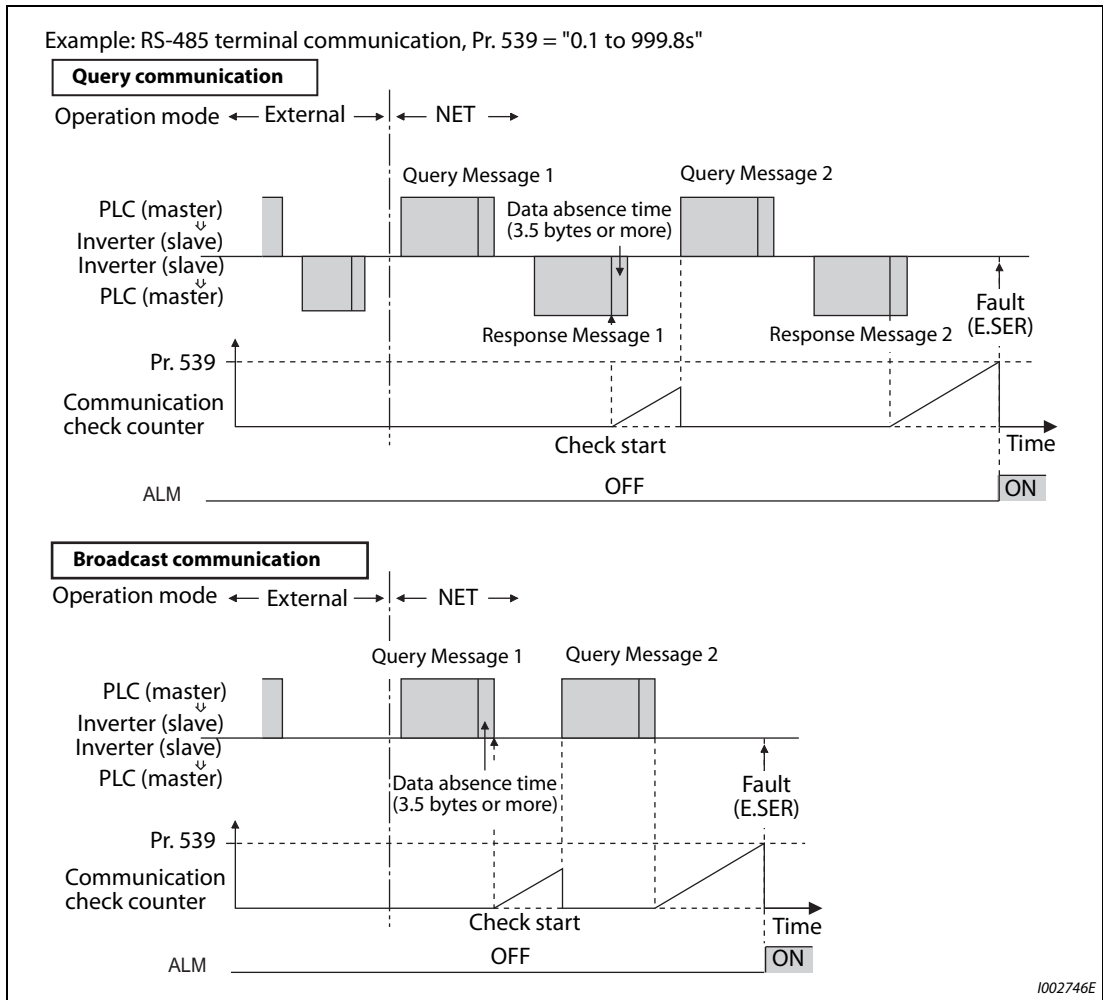 Example: RS-485 terminal communication, Pr. 539 = "0.1 to 999.8s"
Query communication
Operation mode External NET
Query Message 1 Query Message 2
PLC (master)
Inverter (slave)
Inverter (slave)
PLC (master)
Data absence time
(3.5 bytes or more)
Response Message 1 Response Message 2
Fault
(E.SER)
Pr. 539
Communication
check counter
Check start
Time
ALM OFF ON
Broadcast communication
Operation mode External NET
Query Message 1 Query Message 2
PLC (master)
Inverter (slave)
Inverter (slave)
PLC (master)
Data absence time
(3.5 bytes or more)
Fault
(E.SER)
Pr. 539
Communication
check counter
Check start
Time
ALM OFF ON
I002746E